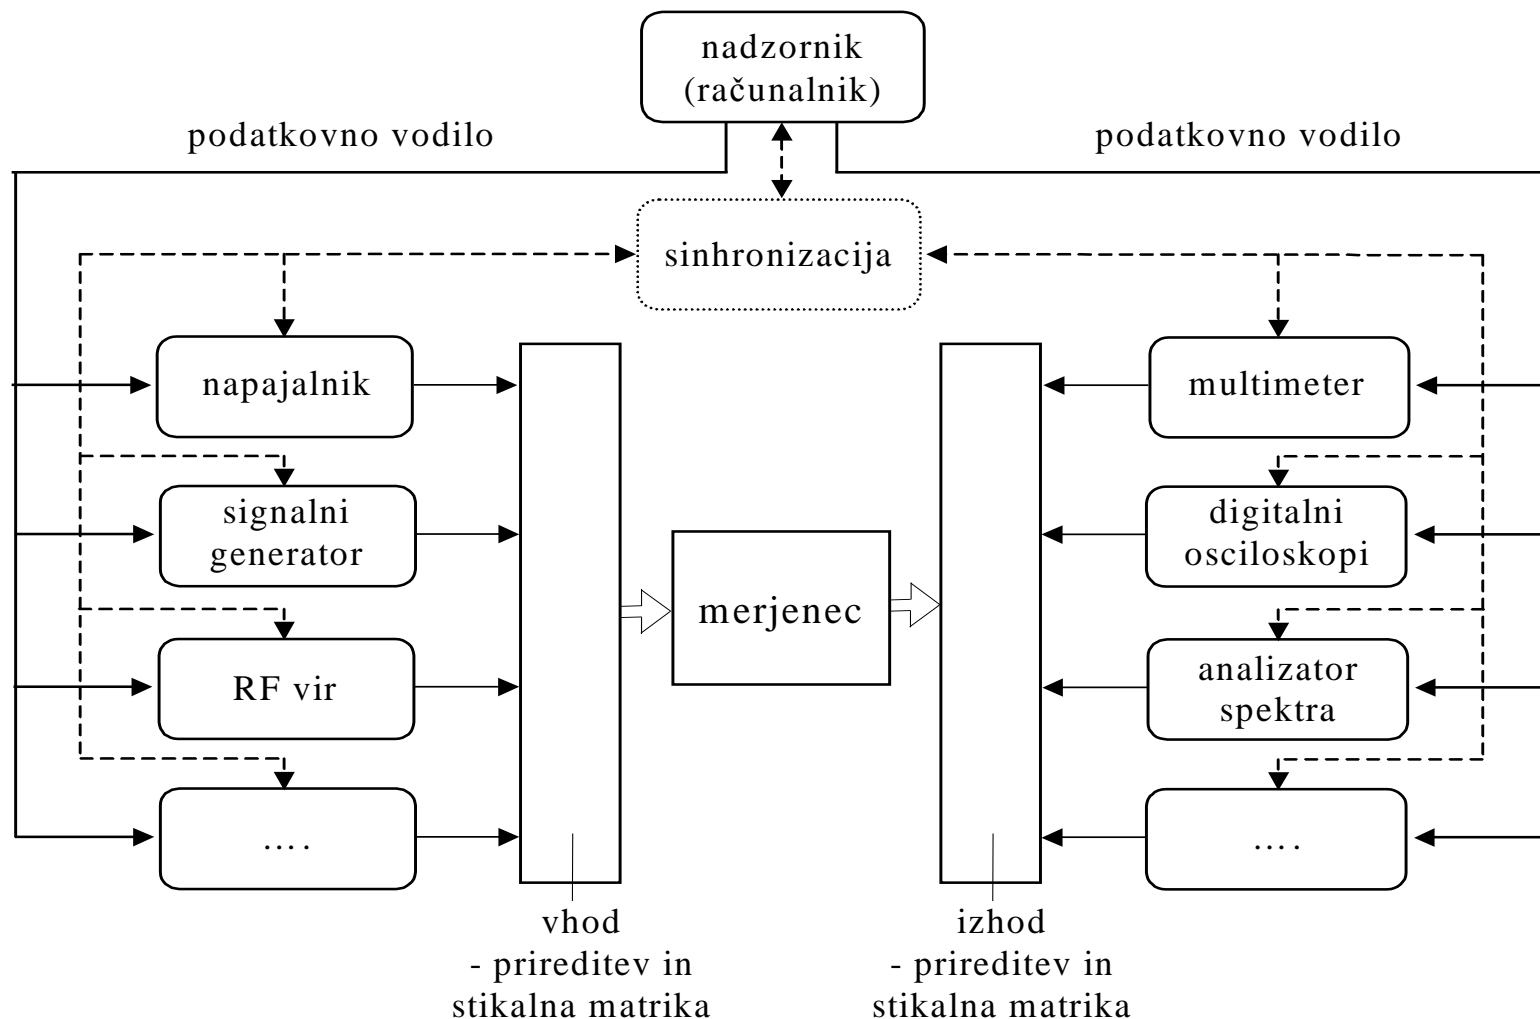 nadzornik
(računalnik)
podatkovno vodilo
podatkovno vodilo
sinhronizacija
napajalnik
multimeter
signalni
generator
digitalni
osciloskopi
merjenec
RF vir
analizator
spektra
....
....
vhod
- prireditev in
stikalna matrika
izhod
- prireditev in
stikalna matrika